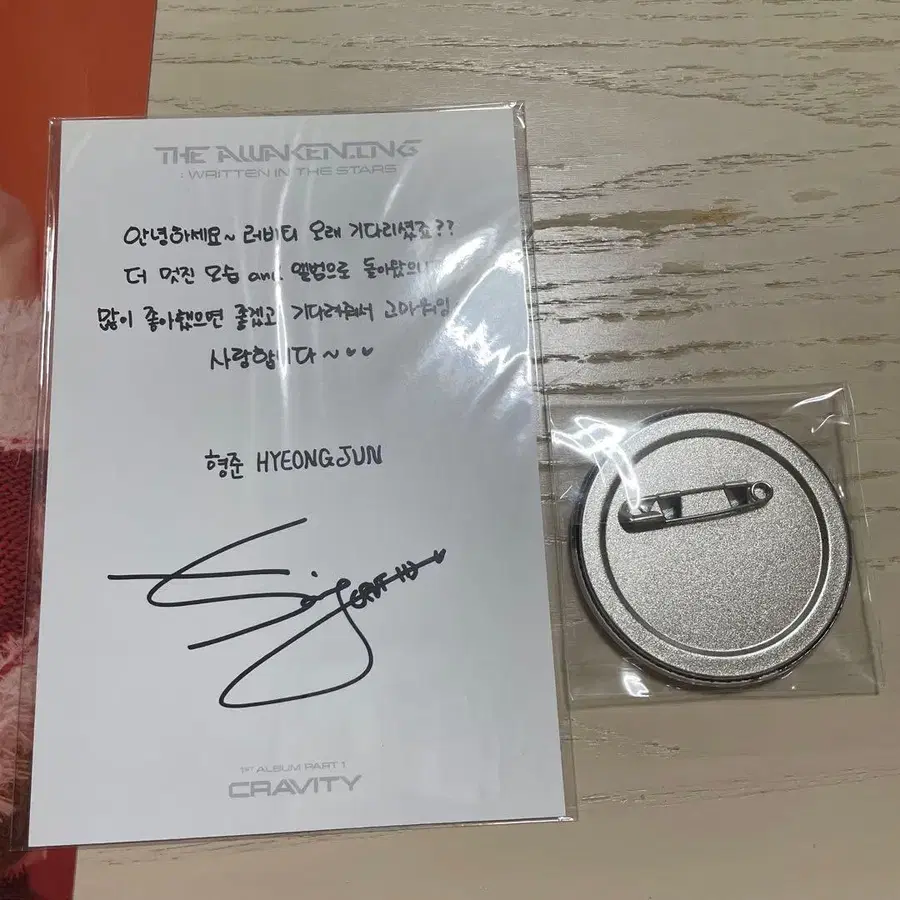 THE AWAKENING
: WRITTEN IN THE STARS
안녕하세요~ 러비티 오래 기다리셨죠??
더 멋진 모습 and 앨범으로 돌아왔으니
많이 좋아했으면 좋겠고 기다려줘서 고마워임
사랑합니다~♥♥
형준 HYEONGJUN
1ST ALBUM PART 1
CRAVITY